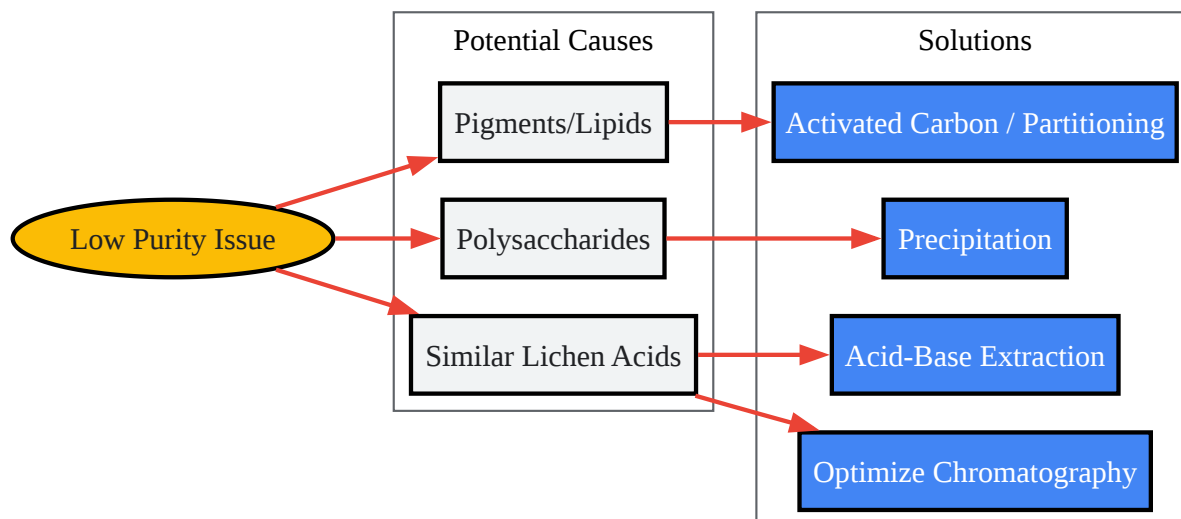 Potential Causes
Solutions
Pigments/Lipids
Activated Carbon / Partitioning
Low Purity Issue
Polysaccharides
Precipitation
Similar Lichen Acids
Acid-Base Extraction
Optimize Chromatography